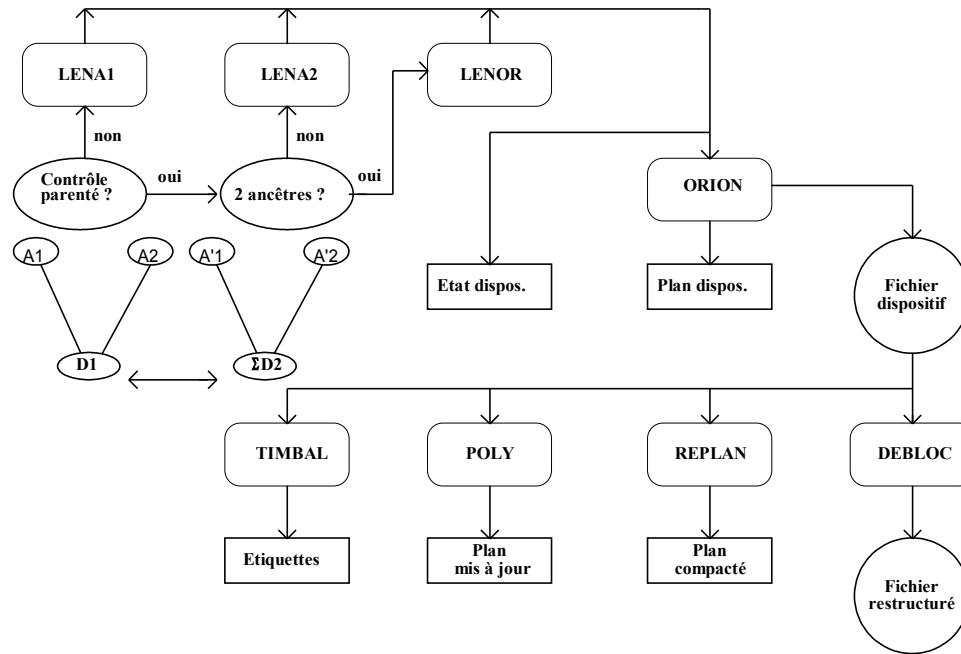 LENA1
LENA2
LENOR
non
non
Contrôle
parenté ?
oui
2 ancêtres ?
oui
ORION
A1
A2
A'1
A'2
Etat dispos.
Plan dispos.
Fichier
dispositif
D1
ΣD2
TIMBAL
POLY
REPLAN
DEBLOC
Etiquettes
Plan
mis à jour
Plan
compacté
Fichier
restructuré